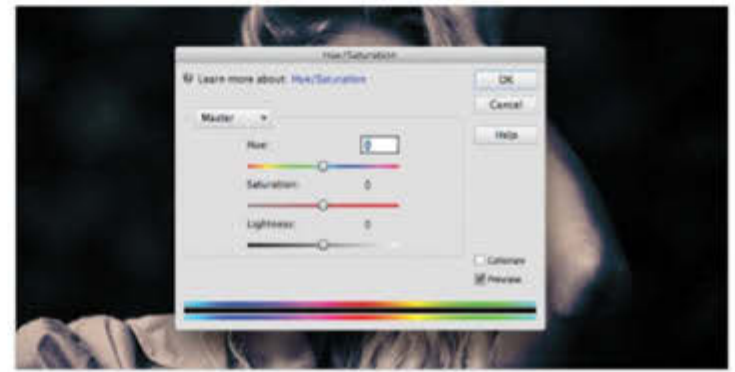 Hue/Saturation
Learn more about: Hue/Saturation
OK
Cancel
Help
Master
Hue: 0
Saturation: 0
Lightness: 0
Colorize
Preview